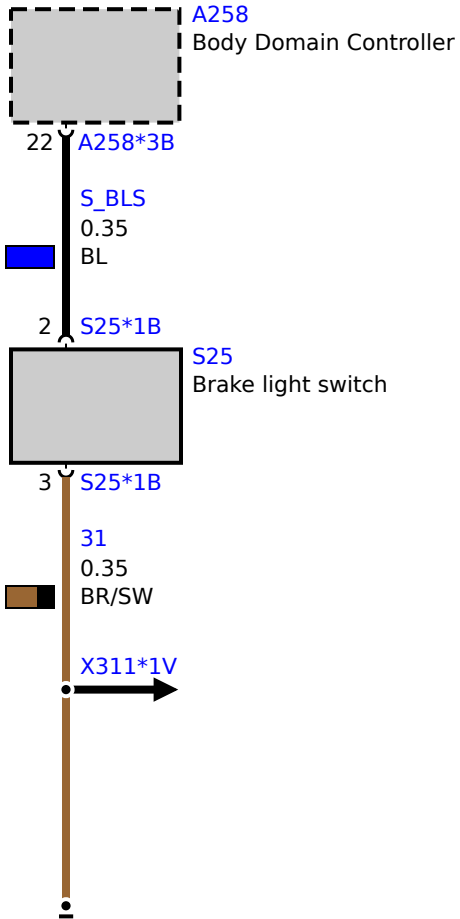 A258
Body Domain Controller
22 A258*3B
S_BLS
0.35
BL
2 S25*1B
S25
Brake light switch
3 S25*1B
31
0.35
BR/SW
X311*1V